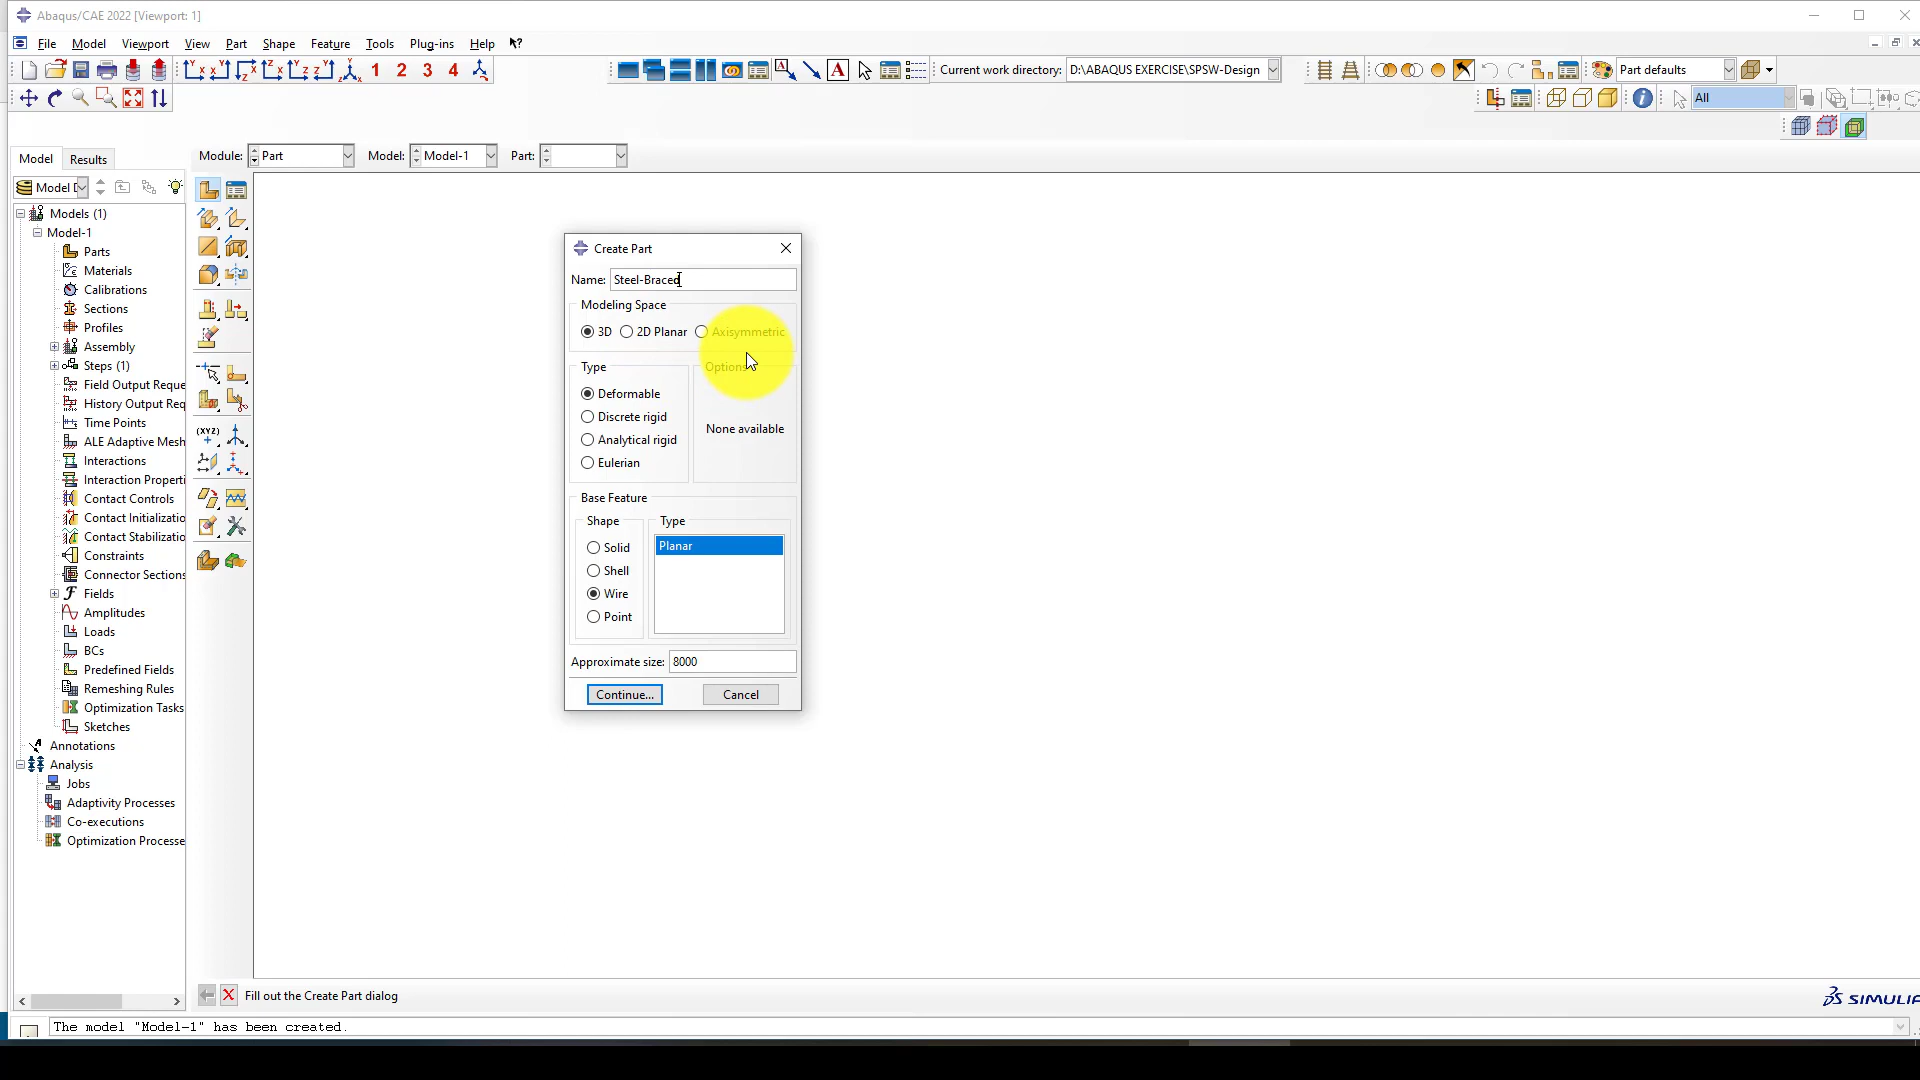 Abaqus/CAE 2022 [Viewport: 1]
File Model Viewport View Part Shape Feature Tools Plug-ins Help
1 2 3 4
A
Current work directory: D:\ABAQUS EXERCISE\SPSW-Design
Part defaults
All
Model Results
Module: Part Model: Model-1 Part:
Model D
Models (1)
Model-1
Parts
Materials
Calibrations
Sections
Profiles
Assembly
Steps (1)
Field Output Reque
History Output Req
Time Points
ALE Adaptive Mesh
Interactions
Interaction Properti
Contact Controls
Contact Initializatio
Contact Stabilizatio
Constraints
Connector Sections
Fields
Amplitudes
Loads
BCs
Predefined Fields
Remeshing Rules
Optimization Tasks
Sketches
Annotations
Analysis
Jobs
Adaptivity Processes
Co-executions
Optimization Processe
(XYZ)
Create Part
Name: Steel-Braced
Modeling Space
3D 2D Planar Axisymmetric
Type Options
Deformable
Discrete rigid
Analytical rigid
Eulerian
None available
Base Feature
Shape Type
Solid
Shell
Wire
Point
Planar
Approximate size: 8000
Continue... Cancel
Fill out the Create Part dialog
SIMULIA
The model "Model-1" has been created.